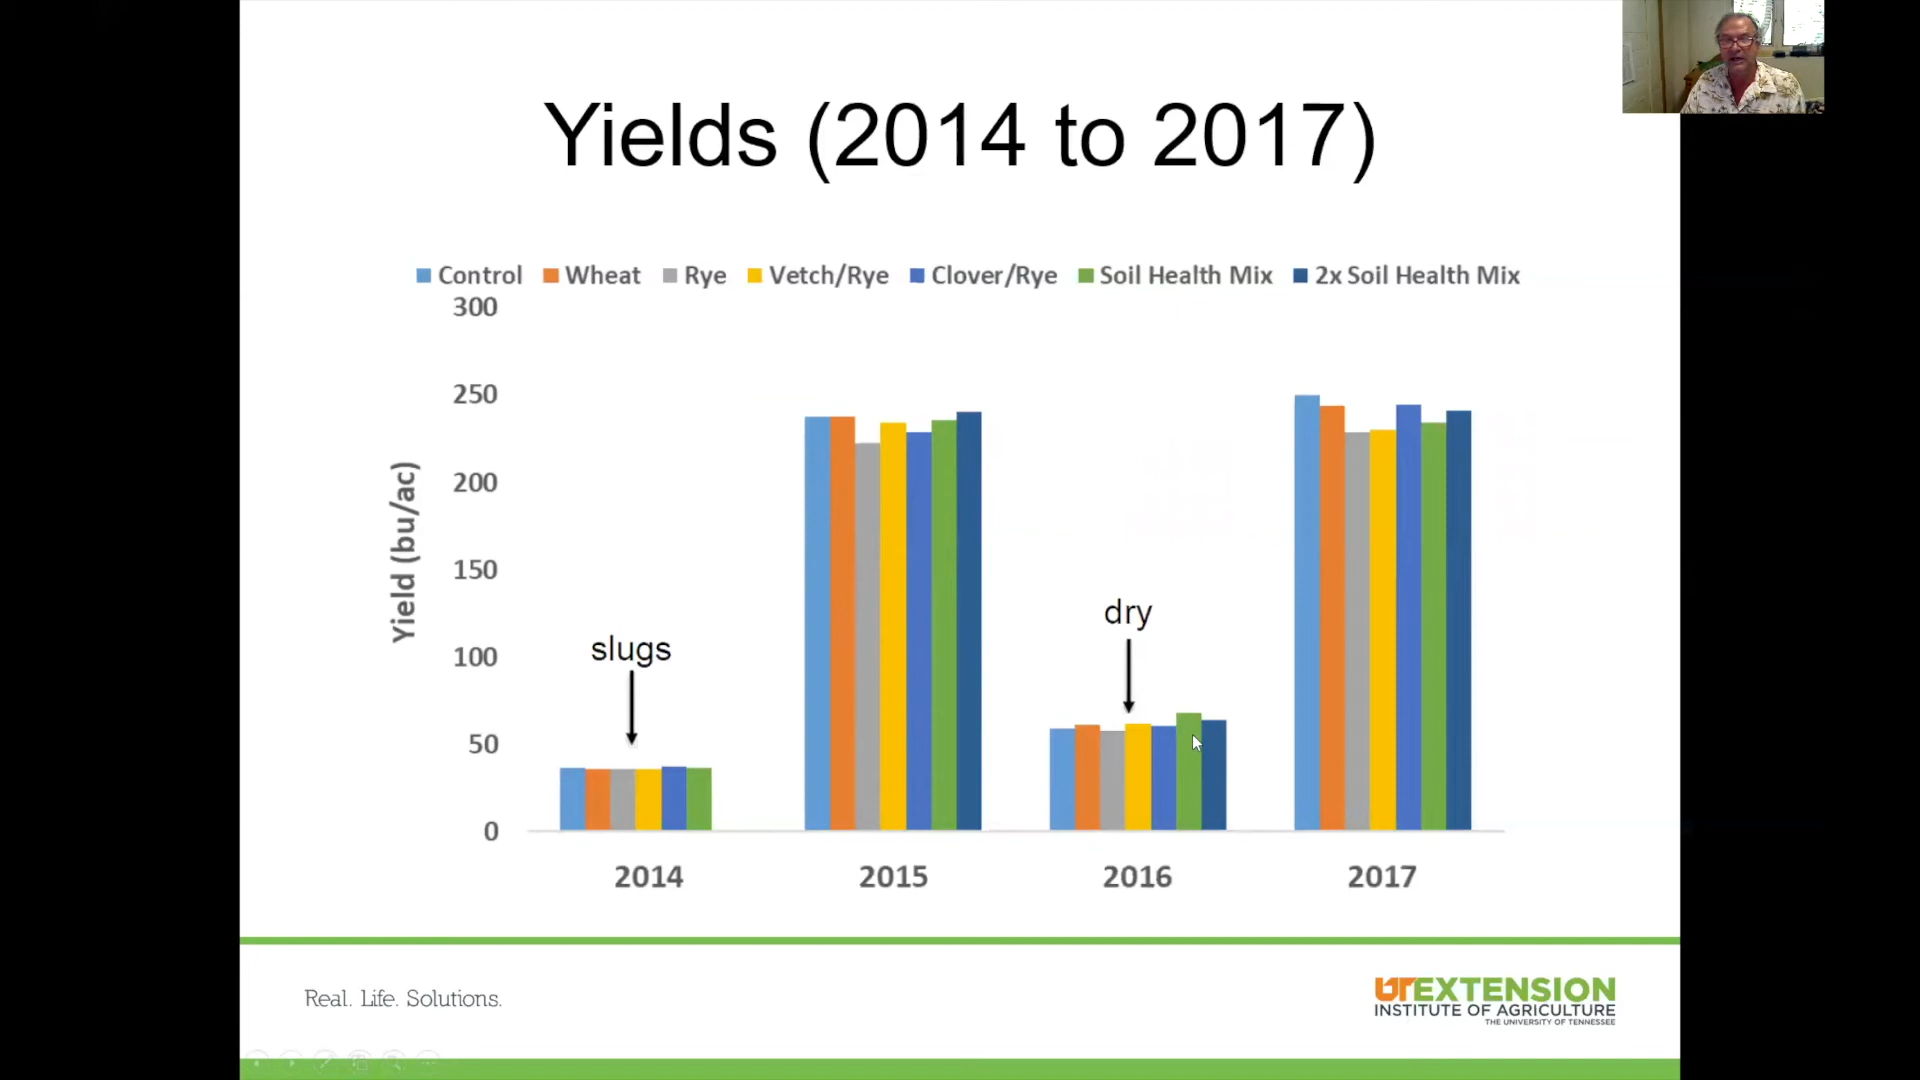 Yields (2014 to 2017)
Control Wheat Rye Vetch/Rye Clover/Rye Soil Health Mix 2x Soil Health Mix
300
250
200
150
100
50
0
Yield (bu/ac)
slugs
dry
2014 2015 2016 2017
Real. Life. Solutions.
UTEXTENSION
INSTITUTE OF AGRICULTURE
THE UNIVERSITY OF TENNESSEE